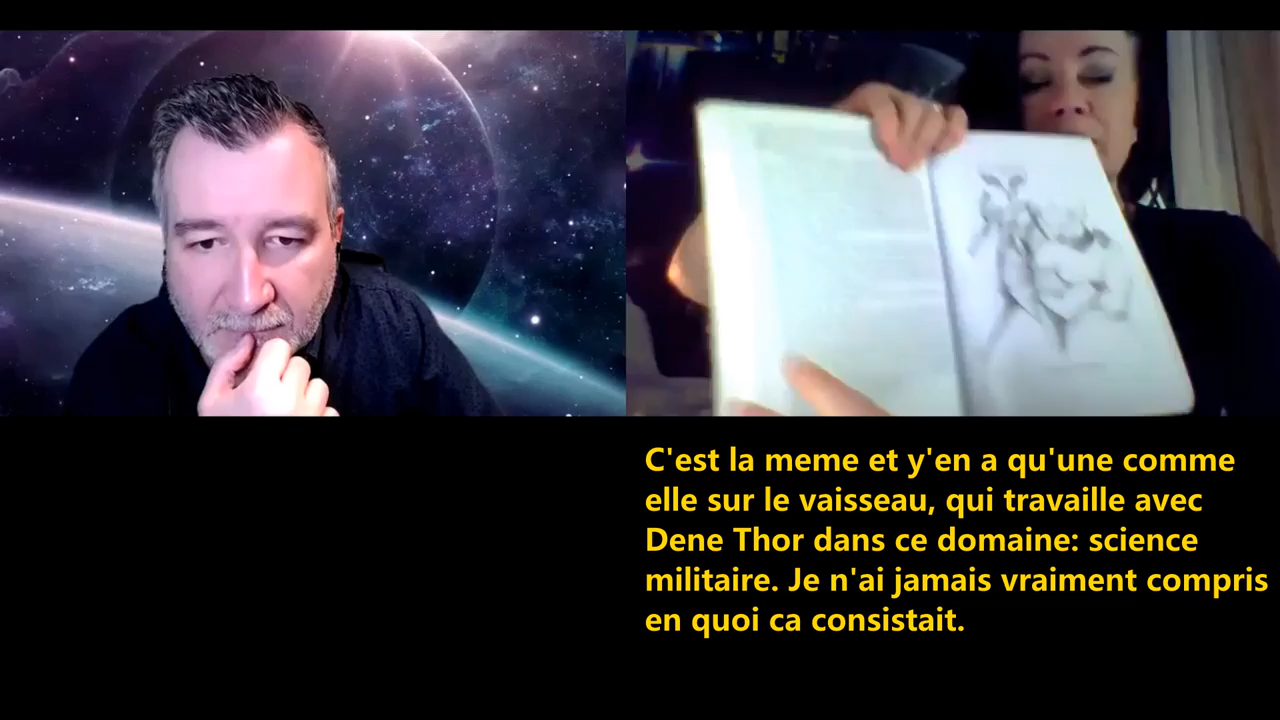 C'est la meme et y'en a qu'une comme
elle sur le vaisseau, qui travaille avec
Dene Thor dans ce domaine: science
militaire. Je n'ai jamais vraiment compris
en quoi ca consistait.